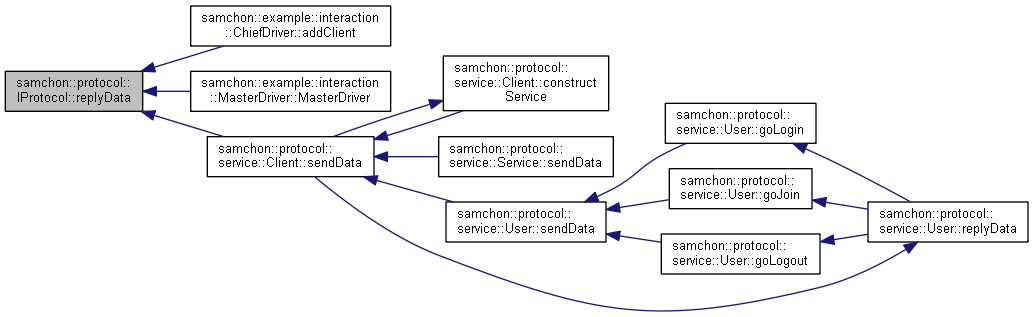 samchon::example::interaction
::ChiefDriver::addClient
samchon::protocol::
IProtocol::replyData
samchon::example::interaction
::MasterDriver::MasterDriver
samchon::protocol::
service::Client::construct
Service
samchon::protocol::
service::Client::sendData
samchon::protocol::
service::Service::sendData
samchon::protocol::
service::User::sendData
samchon::protocol::
service::User::goLogin
samchon::protocol::
service::User::goJoin
samchon::protocol::
service::User::goLogout
samchon::protocol::
service::User::replyData